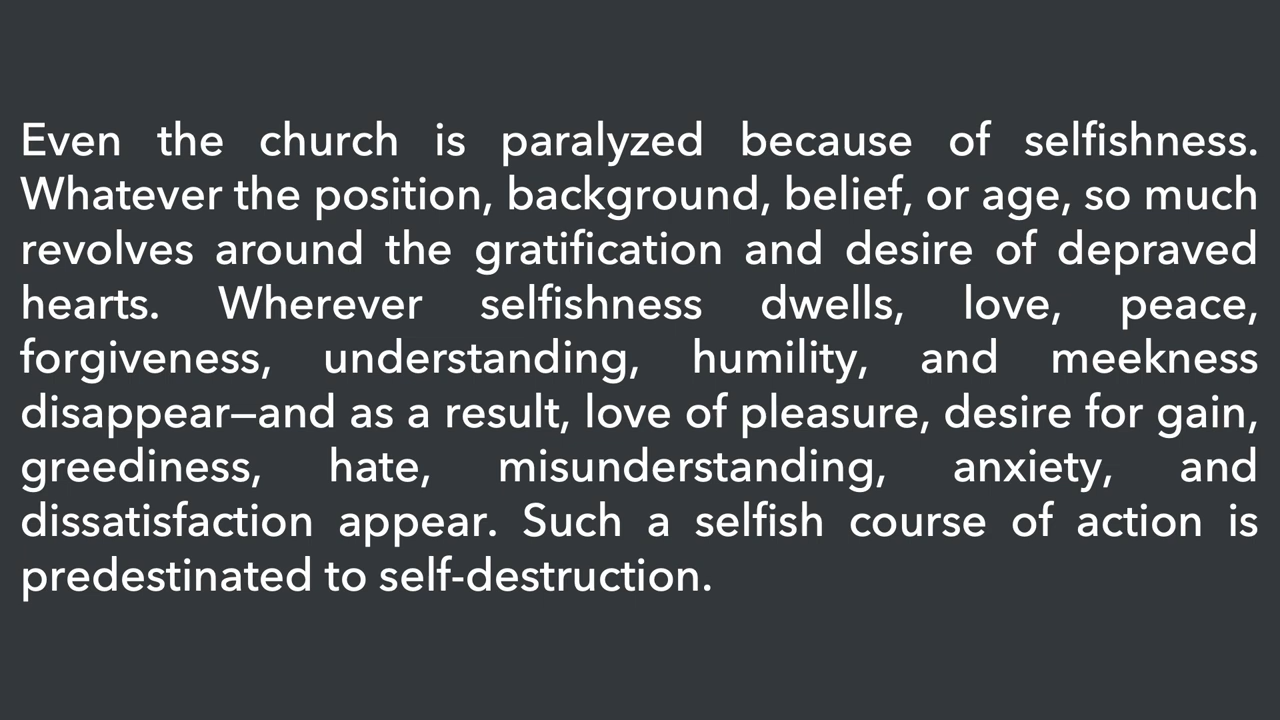 Even the church is paralyzed because of selfishness.
Whatever the position, background, belief, or age, so much
revolves around the gratification and desire of depraved
hearts. Wherever selfishness dwells, love, peace,
forgiveness, understanding, humility, and meekness
disappear—and as a result, love of pleasure, desire for gain,
greediness, hate, misunderstanding, anxiety, and
dissatisfaction appear. Such a selfish course of action is
predestinated to self-destruction.